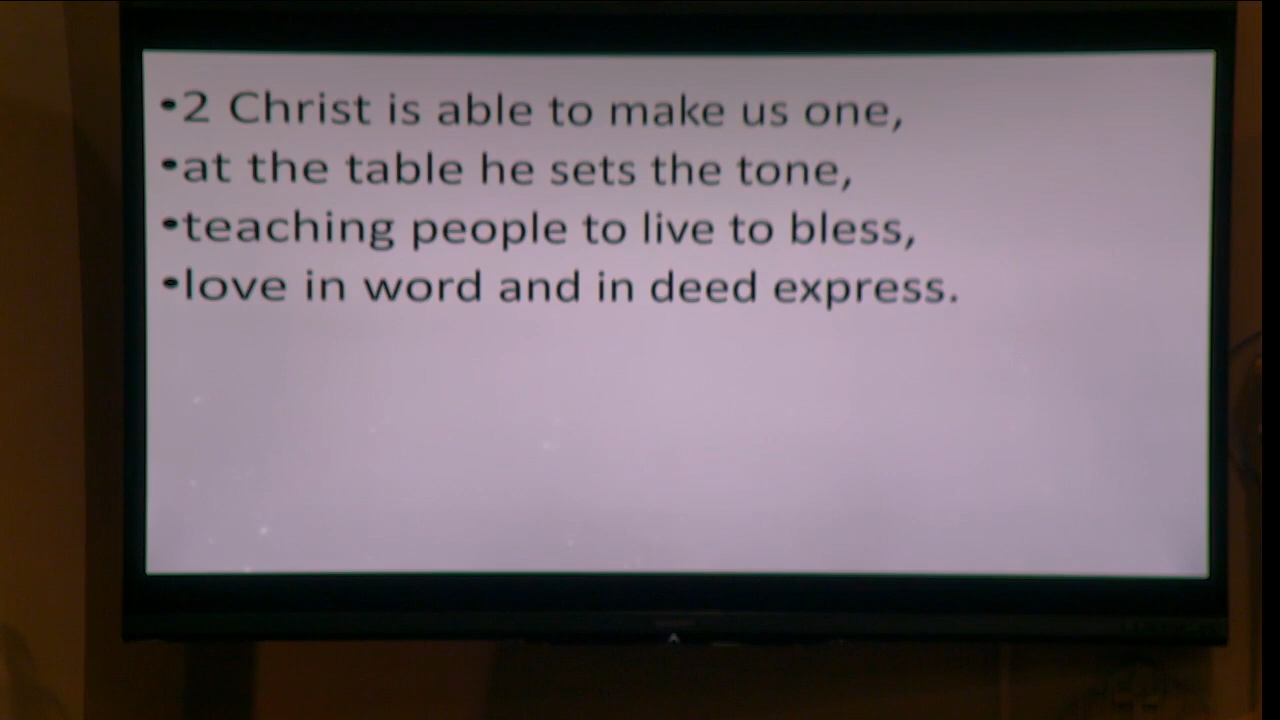 •2 Christ is able to make us one,
•at the table he sets the tone,
•teaching people to live to bless,
•love in word and in deed express.